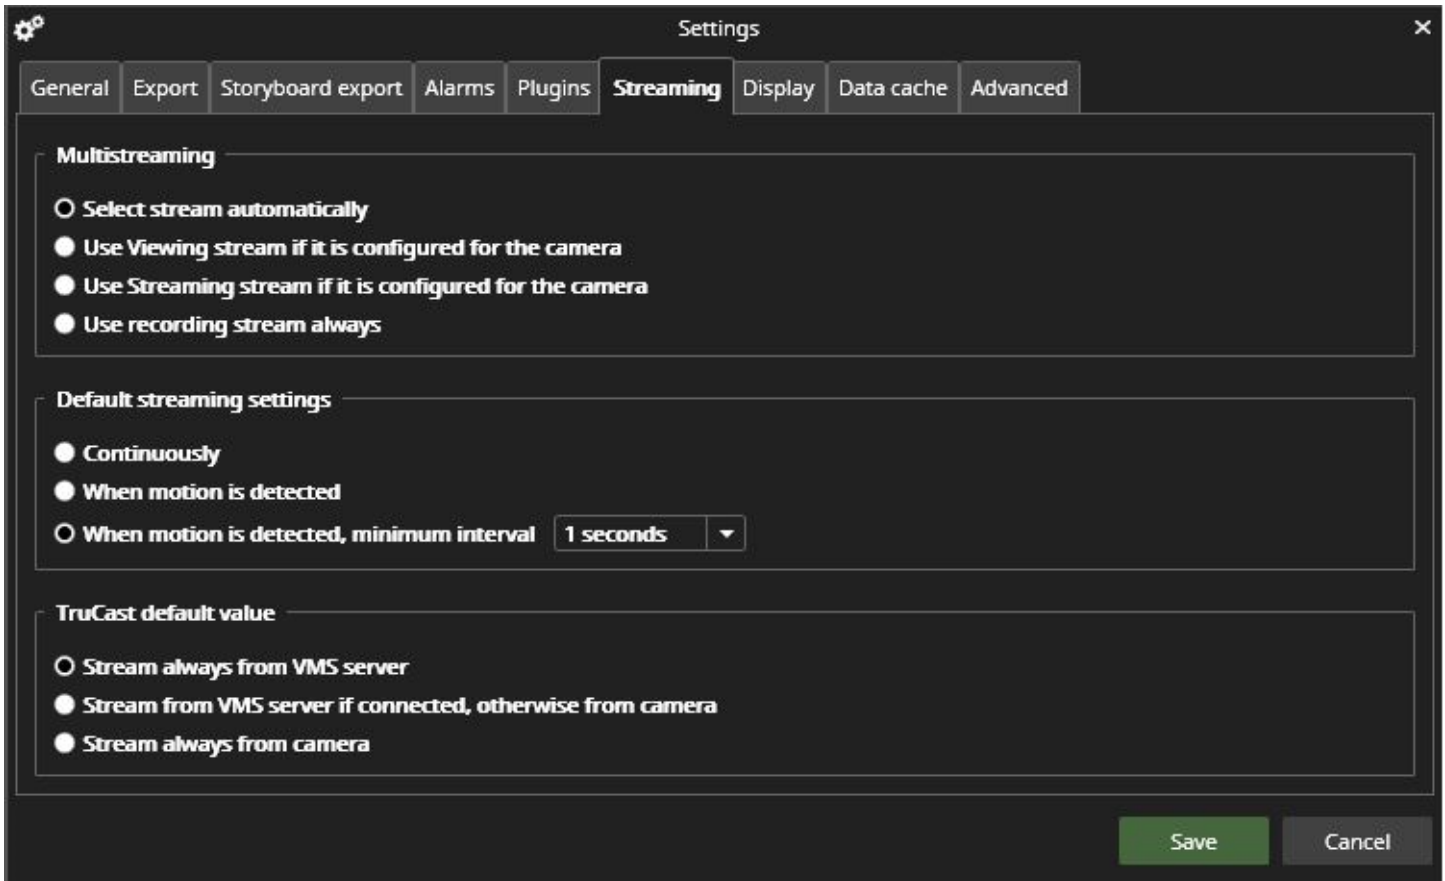 Settings
General Export Storyboard export Alarms Plugins Streaming Display Data cache Advanced
Multistreaming
Select stream automatically
Use Viewing stream if it is configured for the camera
Use Streaming stream if it is configured for the camera
Use recording stream always
Default streaming settings
Continuously
When motion is detected
When motion is detected, minimum interval 1 seconds
TruCast default value
Stream always from VMS server
Stream from VMS server if connected, otherwise from camera
Stream always from camera
Save Cancel